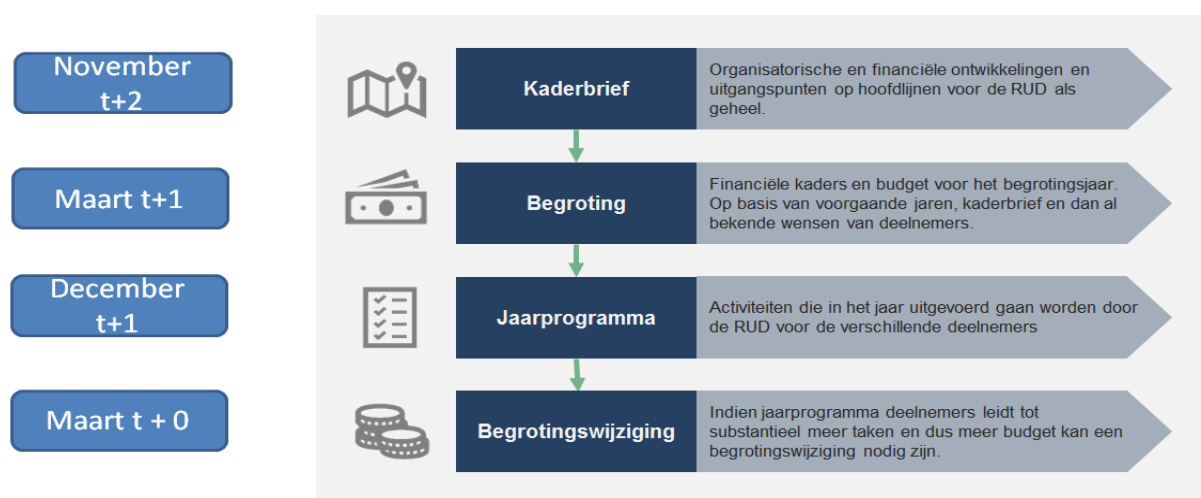 November
t+2
Kaderbrief
Organisatorische en financiële ontwikkelingen en
uitgangspunten op hoofdlijnen voor de RUD als
geheel.
Maart t+1
Begroting
Financiële kaders en budget voor het begrotingsjaar.
Op basis van voorgaande jaren, kaderbrief en dan al
bekende wensen van deelnemers.
December
t+1
Jaarprogramma
Activiteiten die in het jaar uitgevoerd gaan worden door
de RUD voor de verschillende deelnemers
Maart t + 0
Begrotingswijziging
Indien jaarprogramma deelnemers leidt tot
substantieel meer taken en dus meer budget kan een
begrotingswijziging nodig zijn.